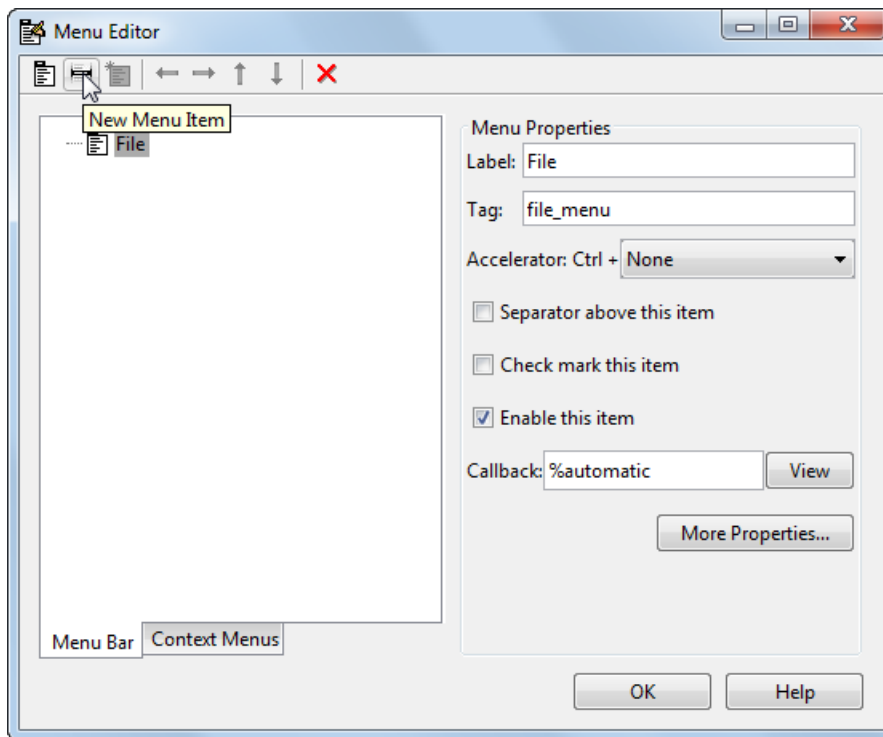 Menu Editor
New Menu Item
File
Menu Properties
Label: File
Tag: file_menu
Accelerator: Ctrl + None
Separator above this item
Check mark this item
Enable this item
Callback: %automatic View
More Properties...
Menu Bar Context Menus
OK Help